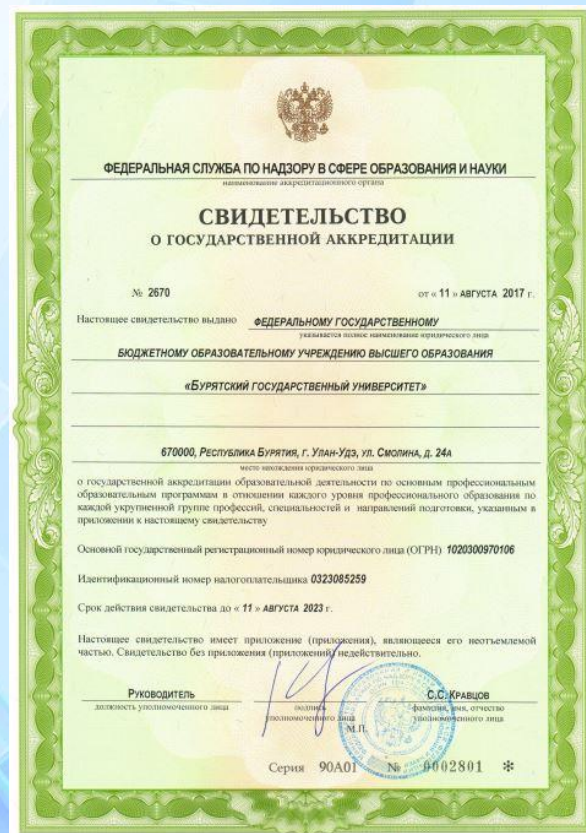 ФЕДЕРАЛЬНАЯ СЛУЖБА ПО НАДЗОРУ В СФЕРЕ ОБРАЗОВАНИЯ И НАУКИ
наименование аккредитационного органа
СВИДЕТЕЛЬСТВО
О ГОСУДАРСТВЕННОЙ АККРЕДИТАЦИИ
№ 2670 от « 11 » АВГУСТА 2017 г.
Настоящее свидетельство выдано ФЕДЕРАЛЬНОМУ ГОСУДАРСТВЕННОМУ
указывается полное наименование юридического лица
БЮДЖЕТНОМУ ОБРАЗОВАТЕЛЬНОМУ УЧРЕЖДЕНИЮ ВЫСШЕГО ОБРАЗОВАНИЯ
«БУРЯТСКИЙ ГОСУДАРСТВЕННЫЙ УНИВЕРСИТЕТ»
670000, РЕСПУБЛИКА БУРЯТИЯ, Г. УЛАН-УДЭ, УЛ. СМОЛИНА, Д. 24А
место нахождения юридического лица
о государственной аккредитации образовательной деятельности по основным профессиональным
образовательным программам в отношении каждого уровня профессионального образования по
каждой укрупненной группе профессий, специальностей и направлений подготовки, указанным в
приложении к настоящему свидетельству
Основной государственный регистрационный номер юридического лица (ОГРН) 1020300970106
Идентификационный номер налогоплательщика 0323085259
Срок действия свидетельства до « 11 » АВГУСТА 2023 г.
Настоящее свидетельство имеет приложение (приложения), являющееся его неотъемлемой
частью. Свидетельство без приложения (приложений) недействительно.
РУКОВОДИТЕЛЬ С.С. КРАВЦОВ
должность уполномоченного лица подпись уполномоченного лица фамилия, имя, отчество уполномоченного лица
М.П.
Серия 90А01 № 0002801 *